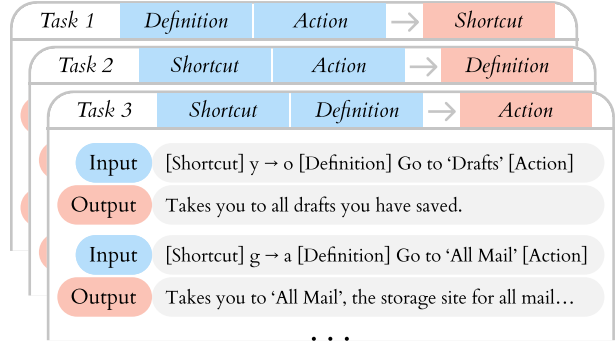 Task 1 Definition Action → Shortcut
Task 2 Shortcut Action → Definition
Task 3 Shortcut Definition → Action
Input [Shortcut] y → o [Definition] Go to ‘Drafts’ [Action]
Output Takes you to all drafts you have saved.
Input [Shortcut] g → a [Definition] Go to ‘All Mail’ [Action]
Output Takes you to ‘All Mail’, the storage site for all mail…
...